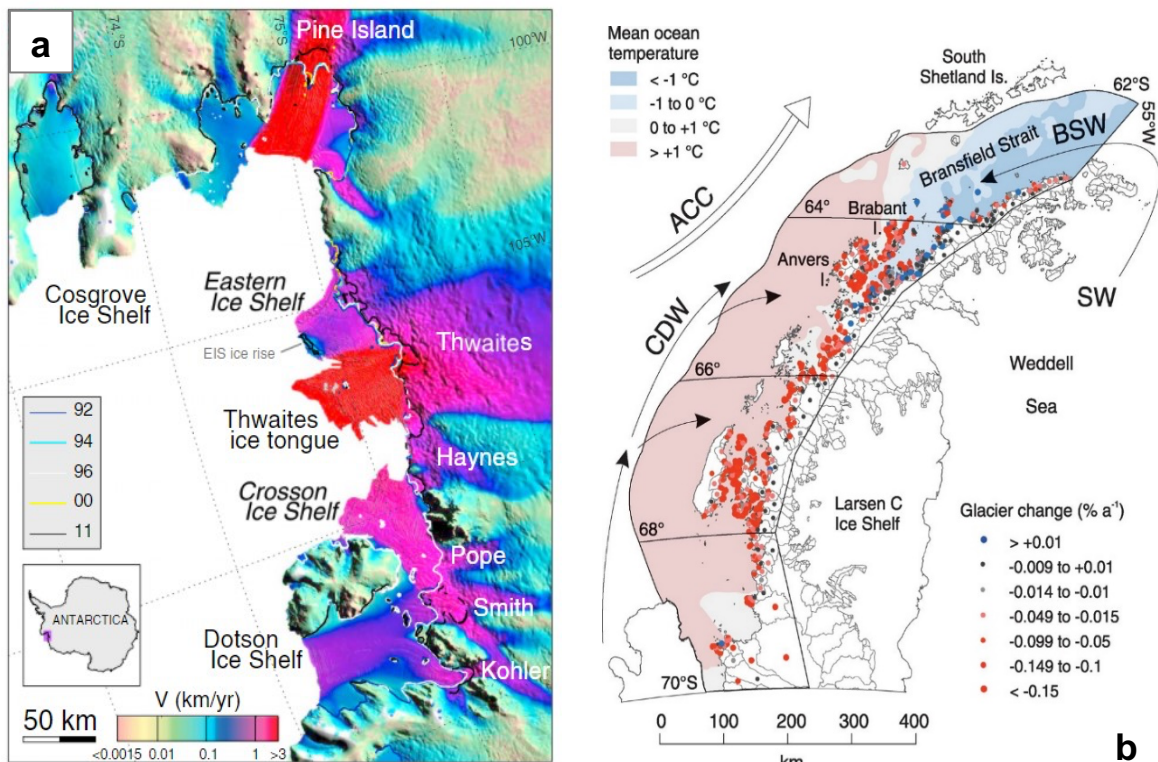 a
74.°S
75°S
Pine Island
100°W
105°W
Cosgrove
Ice Shelf
Eastern
Ice Shelf
EIS ice rise
Thwaites
Thwaites
ice tongue
Haynes
Crosson
Ice Shelf
Pope
Smith
Dotson
Ice Shelf
Kohler
92
94
96
00
11
ANTARCTICA
50 km
V (km/yr)
<0.0015 0.01 0.1 1 >3
Mean ocean
temperature
< -1 °C
-1 to 0 °C
0 to +1 °C
> +1 °C
South
Shetland Is.
62°S
55°W
BSW
Bransfield Strait
ACC
64°
Brabant
I.
Anvers
I.
SW
CDW
66°
Weddell
Sea
68°
Larsen C
Ice Shelf
70°S
Glacier change (% a⁻¹)
> +0.01
-0.009 to +0.01
-0.014 to -0.01
-0.049 to -0.015
-0.099 to -0.05
-0.149 to -0.1
< -0.15
0 100 200 300 400
km
b